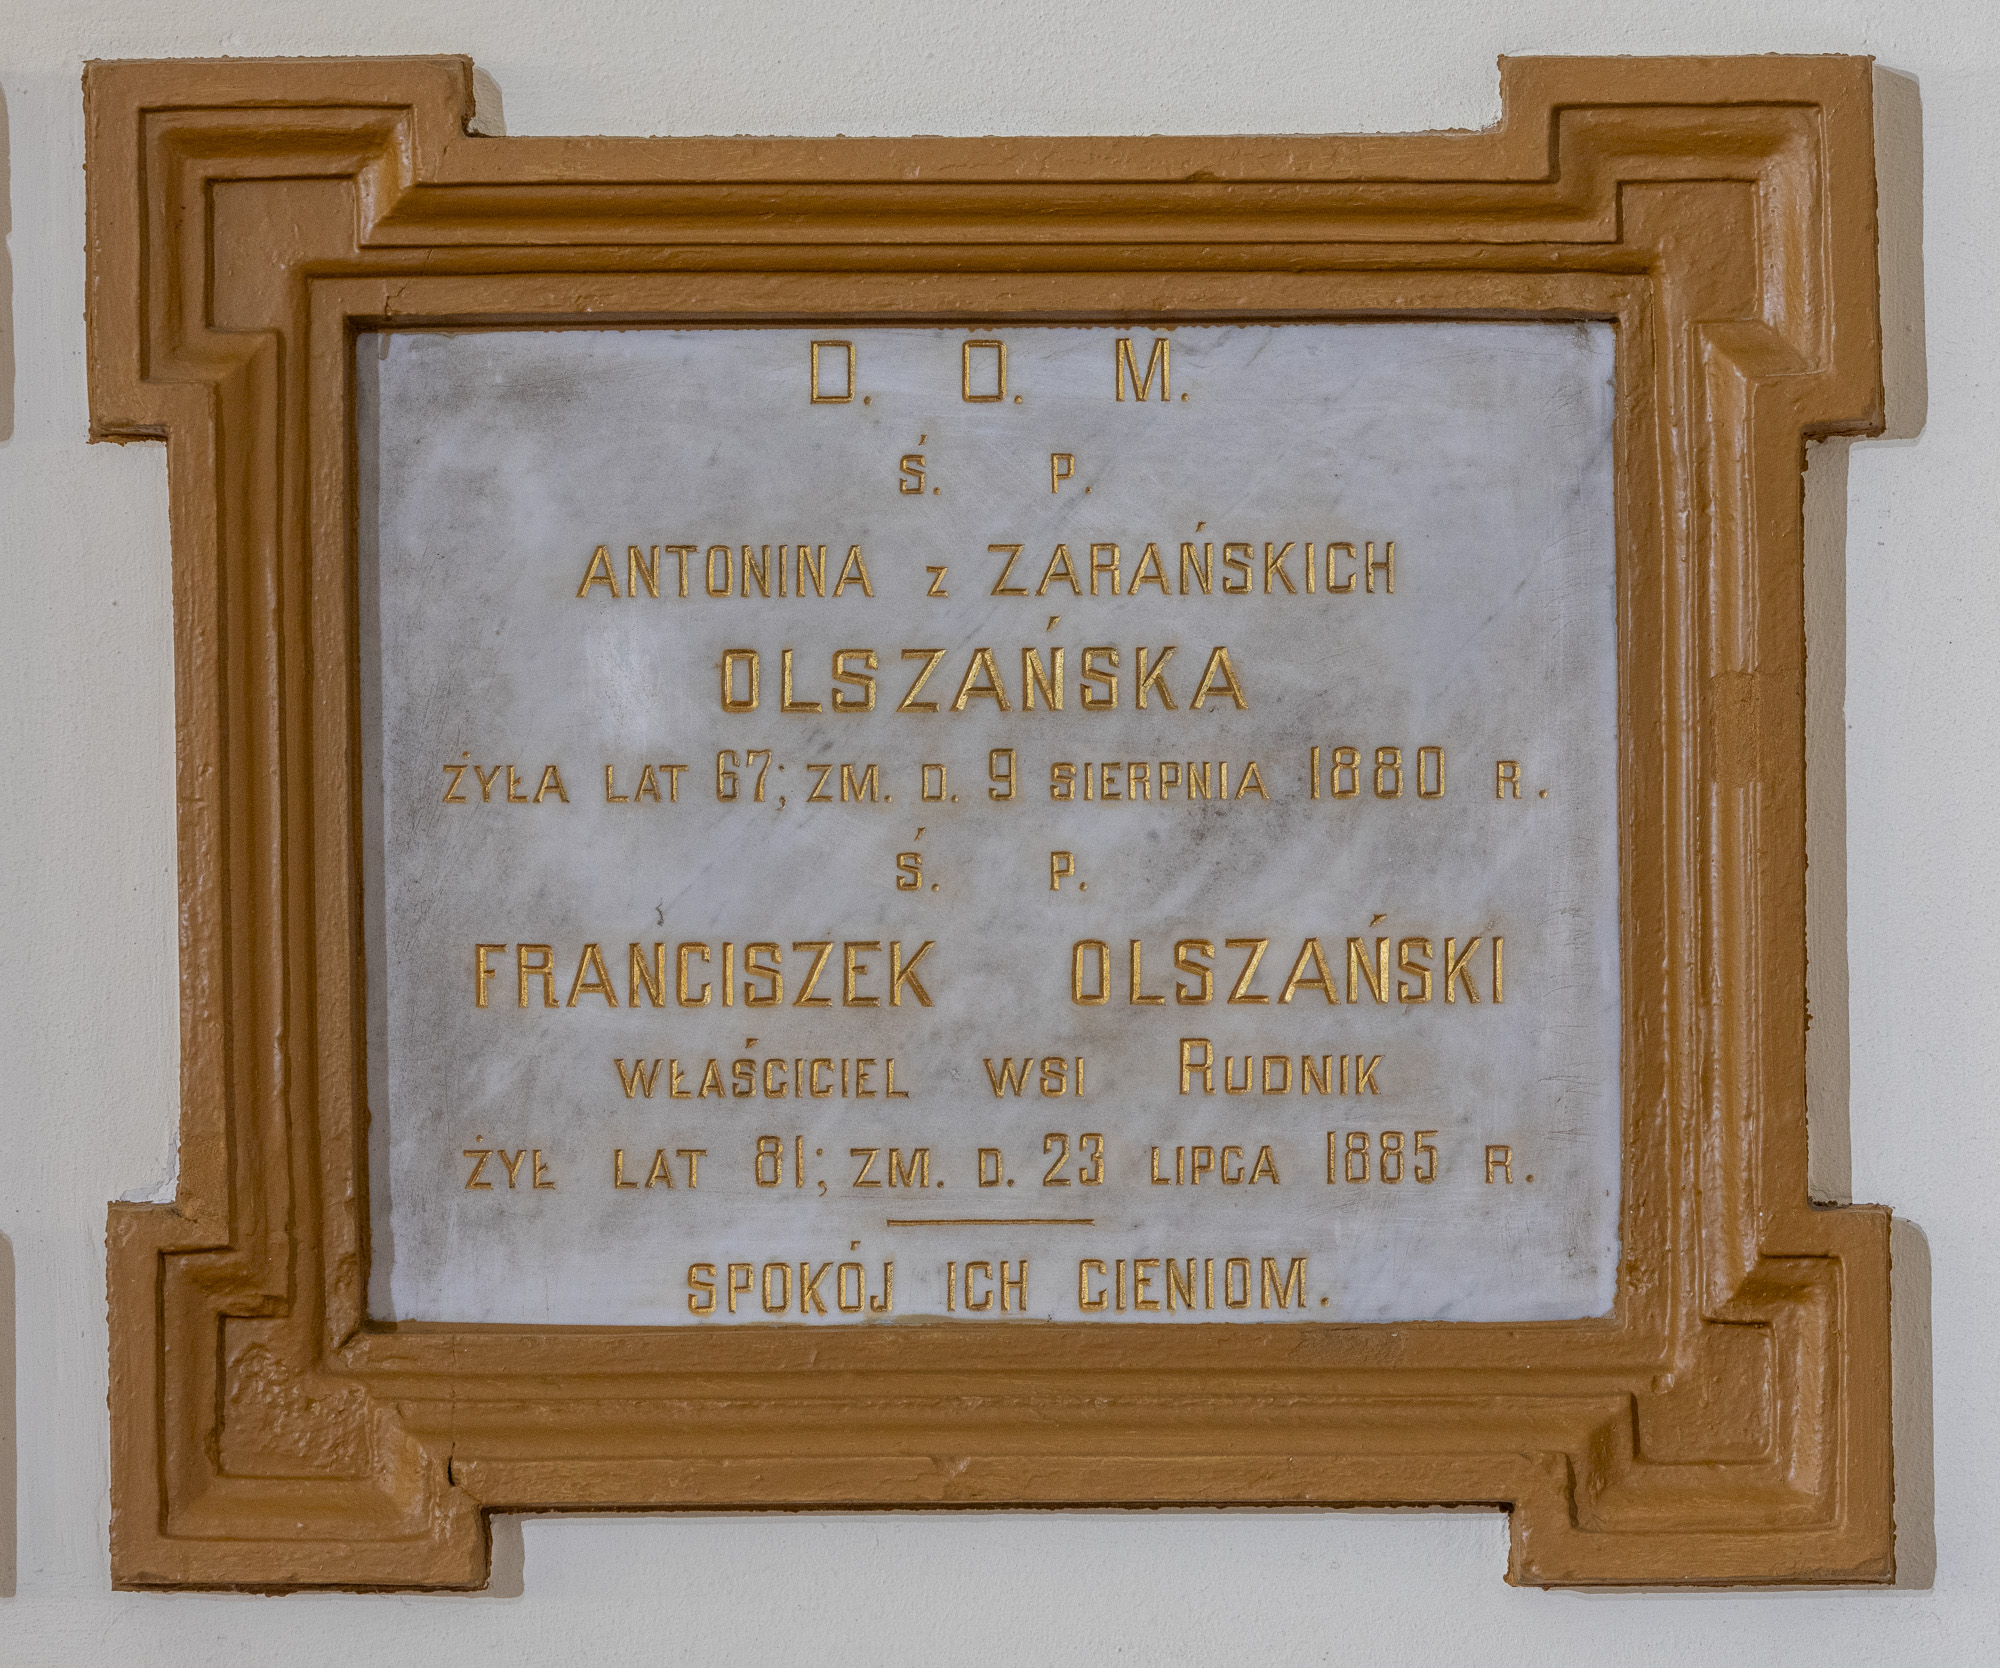 D. O. M.
Ś. P.
ANTONINA z ZARAŃSKICH
OLSZAŃSKA
ŻYŁA LAT 67; ZM. D. 9 SIERPNIA 1880 R.
Ś. P.
FRANCISZEK OLSZAŃSKI
WŁAŚCICIEL WSI RUDNIK
ŻYŁ LAT 81; ZM. D. 23 LIPCA 1885 R.
SPOKÓJ ICH CIENIOM.